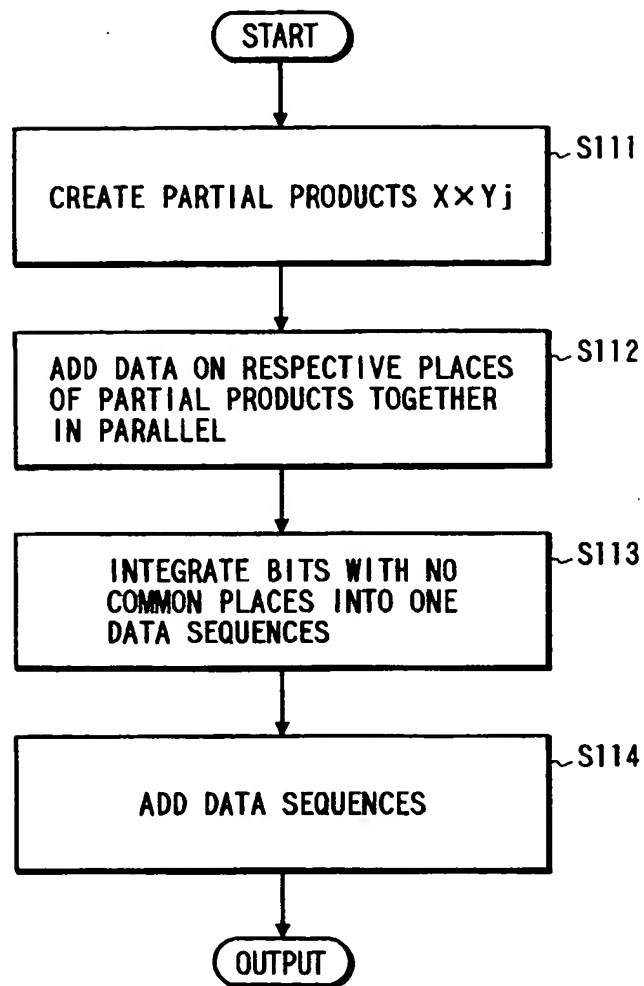 START
S111
CREATE PARTIAL PRODUCTS X×Yj
S112
ADD DATA ON RESPECTIVE PLACES
OF PARTIAL PRODUCTS TOGETHER
IN PARALLEL
S113
INTEGRATE BITS WITH NO
COMMON PLACES INTO ONE
DATA SEQUENCES
S114
ADD DATA SEQUENCES
OUTPUT